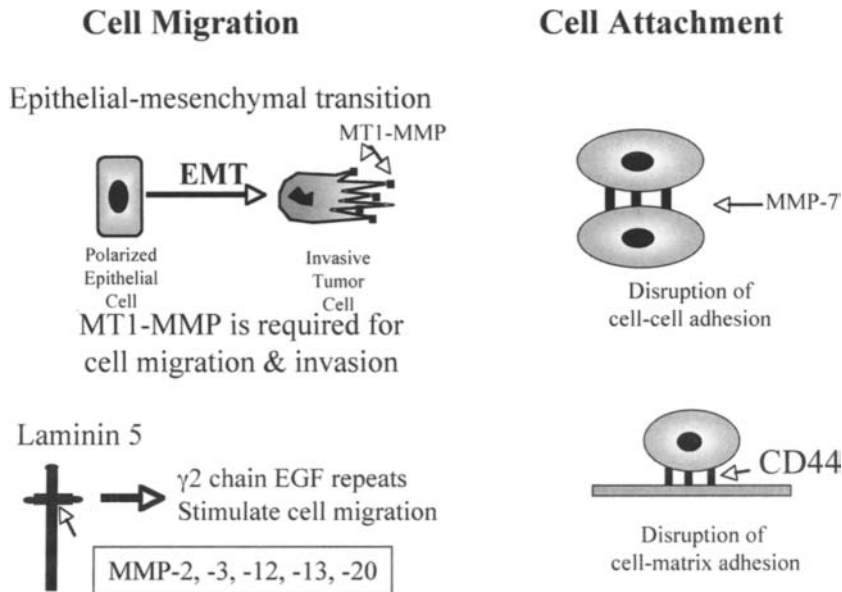 Cell Migration
Epithelial-mesenchymal transition
MT1-MMP
EMT
Polarized
Epithelial
Cell
Invasive
Tumor
Cell
MT1-MMP is required for
cell migration & invasion
Laminin 5
γ2 chain EGF repeats
Stimulate cell migration
MMP-2, -3, -12, -13, -20
Cell Attachment
MMP-7
Disruption of
cell-cell adhesion
CD44
Disruption of
cell-matrix adhesion